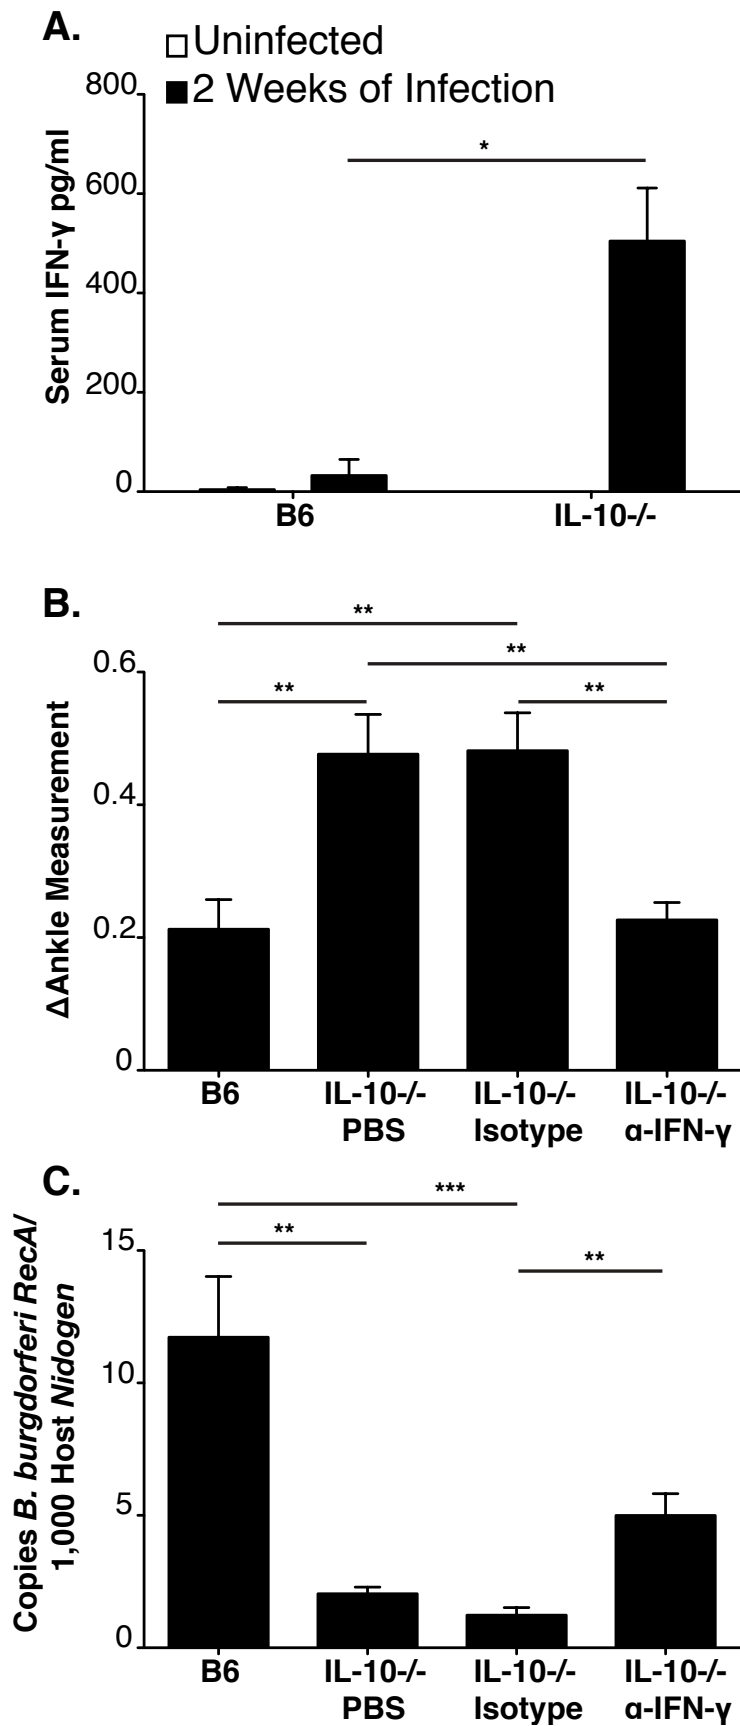 A.
Uninfected
2 Weeks of Infection
Serum IFN-γ pg/ml
800
600
400
200
0
*
B6
IL-10-/-
B.
ΔAnkle Measurement
0.6
0.4
0.2
0
**
**
**
**
B6
IL-10-/-
PBS
IL-10-/-
Isotype
IL-10-/-
α-IFN-γ
C.
Copies B. burgdorferi RecA/
1,000 Host Nidogen
15
10
5
0
***
**
**
B6
IL-10-/-
PBS
IL-10-/-
Isotype
IL-10-/-
α-IFN-γ